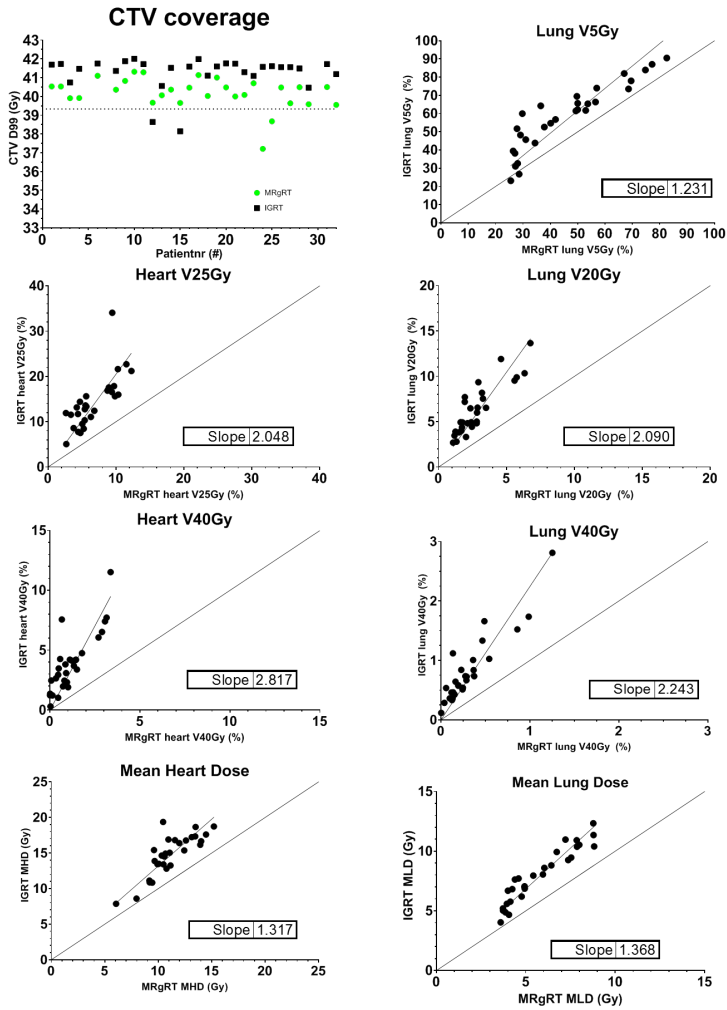 CTV coverage
CTV D99 (Gy)
43
42
41
40
39
38
37
36
35
34
33
MRgRT
IGRT
0 5 10 15 20 25 30
Patientnr (#)
Lung V5Gy
IGRT lung V5Gy (%)
100
90
80
70
60
50
40
30
20
10
0
Slope 1.231
0 20 40 60 80 100
MRgRT lung V5Gy (%)
Heart V25Gy
IGRT heart V25Gy (%)
40
30
20
10
0
Slope 2.048
0 10 20 30 40
MRgRT heart V25Gy (%)
Lung V20Gy
IGRT lung V20Gy (%)
20
15
10
5
0
Slope 2.090
0 5 10 15 20
MRgRT lung V20Gy (%)
Heart V40Gy
IGRT heart V40Gy (%)
15
10
5
0
Slope 2.817
0 5 10 15
MRgRT heart V40Gy (%)
Lung V40Gy
IGRT lung V40Gy (%)
3
2
1
0
Slope 2.243
0 1 2 3
MRgRT lung V40Gy (%)
Mean Heart Dose
IGRT MHD (Gy)
25
20
15
10
5
0
Slope 1.317
0 5 10 15 20 25
MRgRT MHD (Gy)
Mean Lung Dose
IGRT MLD (Gy)
15
10
5
0
Slope 1.368
0 5 10 15
MRgRT MLD (Gy)